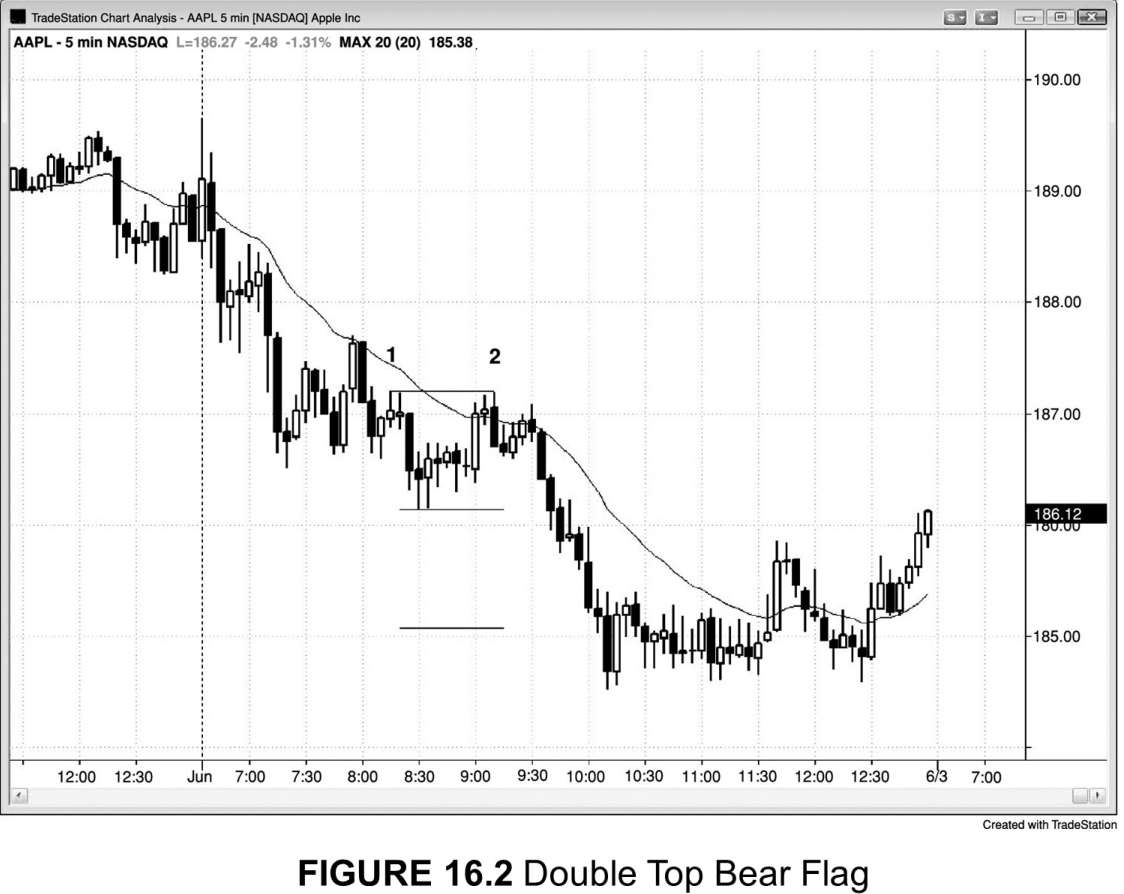 TradeStation Chart Analysis - AAPL 5 min [NASDAQ] Apple Inc
S I
AAPL - 5 min NASDAQ L=186.27 -2.48 -1.31% MAX 20 (20) 185.38
190.00
189.00
188.00
1 2
187.00
186.12
180.00
185.00
12:00 12:30 Jun 7:00 7:30 8:00 8:30 9:00 9:30 10:00 10:30 11:00 11:30 12:00 12:30 6/3 7:00
Created with TradeStation
FIGURE 16.2 Double Top Bear Flag